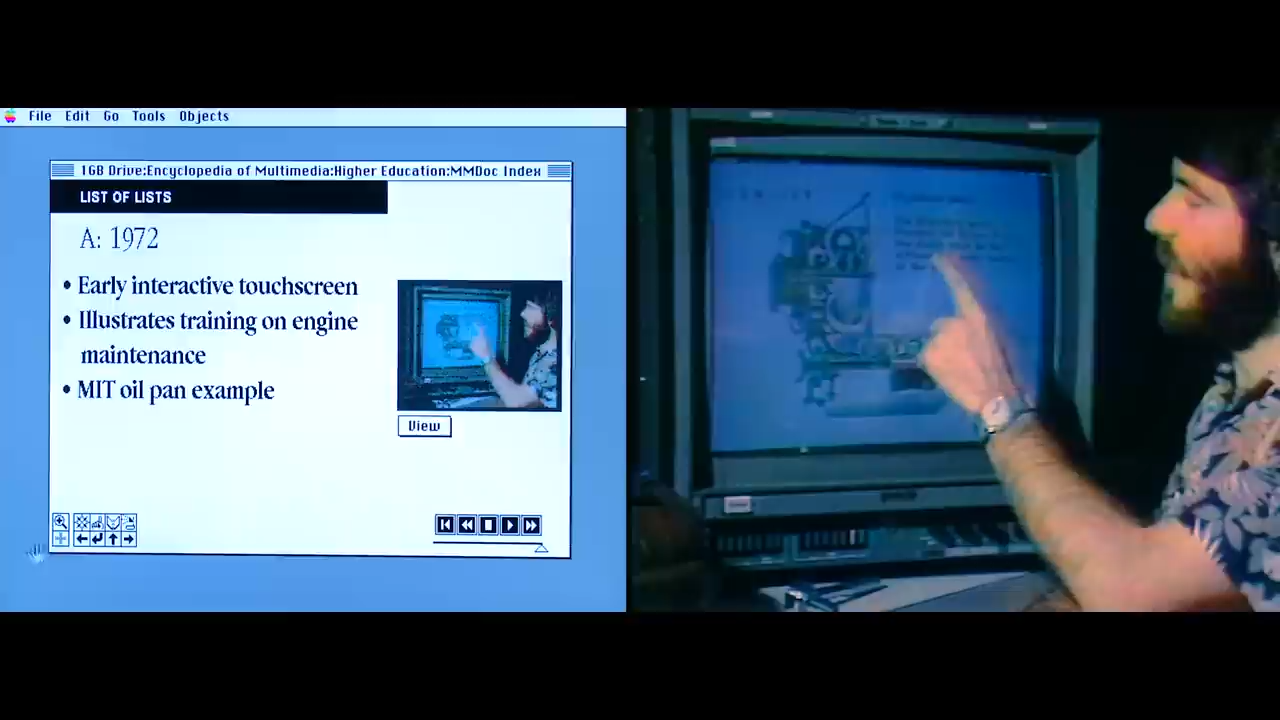 File Edit Go Tools Objects
1GB Drive:Encyclopedia of Multimedia:Higher Education:MMDoc Index
LIST OF LISTS
A: 1972
• Early interactive touchscreen
• Illustrates training on engine
maintenance
• MIT oil pan example
View